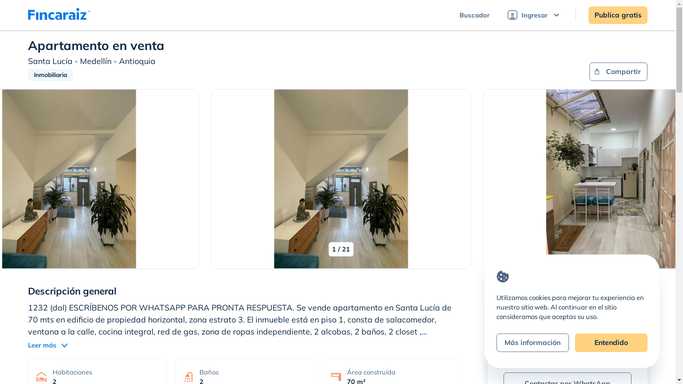 Fincaraiz
Buscador
Ingresar
Publica gratis
Apartamento en venta
Santa Lucía - Medellín - Antioquia
Inmobiliaria
Compartir
1 / 21
Descripción general
1232 (dol) ESCRÍBENOS POR WHATSAPP PARA PRONTA RESPUESTA. Se vende apartamento en Santa Lucía de
70 mts en edificio de propiedad horizontal, zona estrato 3. El inmueble está en piso 1, consta de salacomedor,
ventana a la calle, cocina integral, red de gas, zona de ropas independiente, 2 alcobas, 2 baños, 2 closet ,...
Leer más
Habitaciones
2
Baños
2
Área construida
70 m²
Utilizamos cookies para mejorar tu experiencia en
nuestro sitio web. Al continuar en el sitio
consideramos que aceptas su uso.
Más información
Entendido
Contactar por WhatsApp